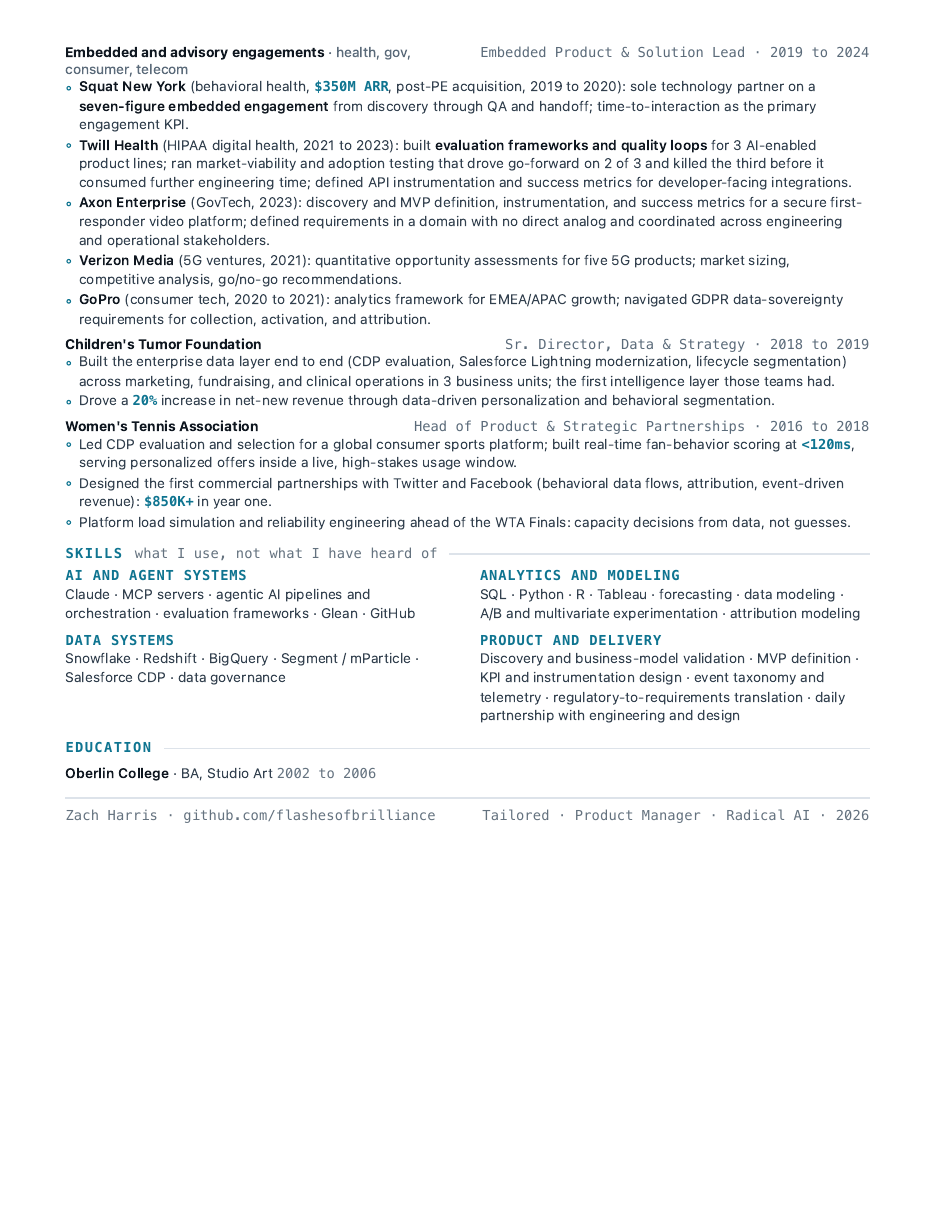 Embedded and advisory engagements · health, gov, consumer, telecom
Embedded Product & Solution Lead · 2019 to 2024
Squat New York (behavioral health, $350M ARR, post-PE acquisition, 2019 to 2020): sole technology partner on a
seven-figure embedded engagement from discovery through QA and handoff; time-to-interaction as the primary
engagement KPI.
Twill Health (HIPAA digital health, 2021 to 2023): built evaluation frameworks and quality loops for 3 AI-enabled
product lines; ran market-viability and adoption testing that drove go-forward on 2 of 3 and killed the third before it
consumed further engineering time; defined API instrumentation and success metrics for developer-facing integrations.
Axon Enterprise (GovTech, 2023): discovery and MVP definition, instrumentation, and success metrics for a secure first-
responder video platform; defined requirements in a domain with no direct analog and coordinated across engineering
and operational stakeholders.
Verizon Media (5G ventures, 2021): quantitative opportunity assessments for five 5G products; market sizing,
competitive analysis, go/no-go recommendations.
GoPro (consumer tech, 2020 to 2021): analytics framework for EMEA/APAC growth; navigated GDPR data-sovereignty
requirements for collection, activation, and attribution.
Children's Tumor Foundation
Sr. Director, Data & Strategy · 2018 to 2019
Built the enterprise data layer end to end (CDP evaluation, Salesforce Lightning modernization, lifecycle segmentation)
across marketing, fundraising, and clinical operations in 3 business units; the first intelligence layer those teams had.
Drove a 20% increase in net-new revenue through data-driven personalization and behavioral segmentation.
Women's Tennis Association
Head of Product & Strategic Partnerships · 2016 to 2018
Led CDP evaluation and selection for a global consumer sports platform; built real-time fan-behavior scoring at <120ms,
serving personalized offers inside a live, high-stakes usage window.
Designed the first commercial partnerships with Twitter and Facebook (behavioral data flows, attribution, event-driven
revenue): $850K+ in year one.
Platform load simulation and reliability engineering ahead of the WTA Finals: capacity decisions from data, not guesses.
SKILLS what I use, not what I have heard of
AI AND AGENT SYSTEMS
Claude · MCP servers · agentic AI pipelines and
orchestration · evaluation frameworks · Glean · GitHub
ANALYTICS AND MODELING
SQL · Python · R · Tableau · forecasting · data modeling ·
A/B and multivariate experimentation · attribution modeling
DATA SYSTEMS
Snowflake · Redshift · BigQuery · Segment / mParticle ·
Salesforce CDP · data governance
PRODUCT AND DELIVERY
Discovery and business-model validation · MVP definition ·
KPI and instrumentation design · event taxonomy and
telemetry · regulatory-to-requirements translation · daily
partnership with engineering and design
EDUCATION
Oberlin College · BA, Studio Art 2002 to 2006
Zach Harris · github.com/flashesofbrilliance
Tailored · Product Manager · Radical AI · 2026